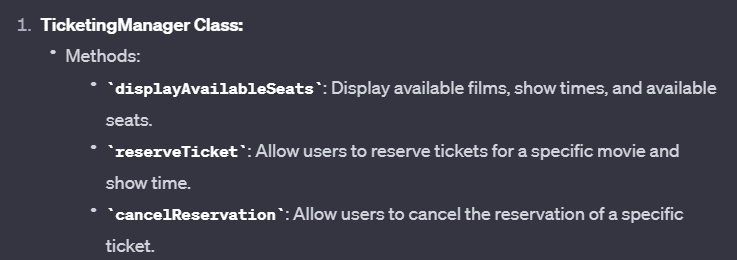 1. TicketingManager Class:
• Methods:
• `displayAvailableSeats`: Display available films, show times, and available
seats.
• `reserveTicket`: Allow users to reserve tickets for a specific movie and
show time.
• `cancelReservation`: Allow users to cancel the reservation of a specific
ticket.